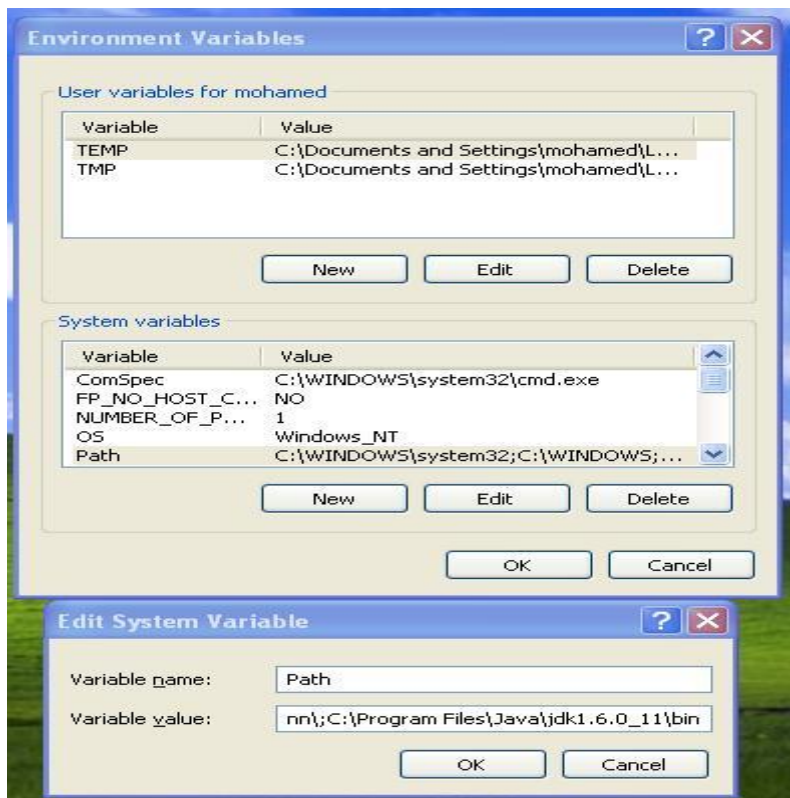 Environment Variables
User variables for mohamed
Variable Value
TEMP C:\Documents and Settings\mohamed\L...
TMP C:\Documents and Settings\mohamed\L...
New Edit Delete
System variables
Variable Value
ComSpec C:\WINDOWS\system32\cmd.exe
FP_NO_HOST_C... NO
NUMBER_OF_P... 1
OS Windows_NT
Path C:\WINDOWS\system32;C:\WINDOWS;...
New Edit Delete
OK Cancel
Edit System Variable
Variable name: Path
Variable value: nn\;C:\Program Files\Java\jdk1.6.0_11\bin
OK Cancel